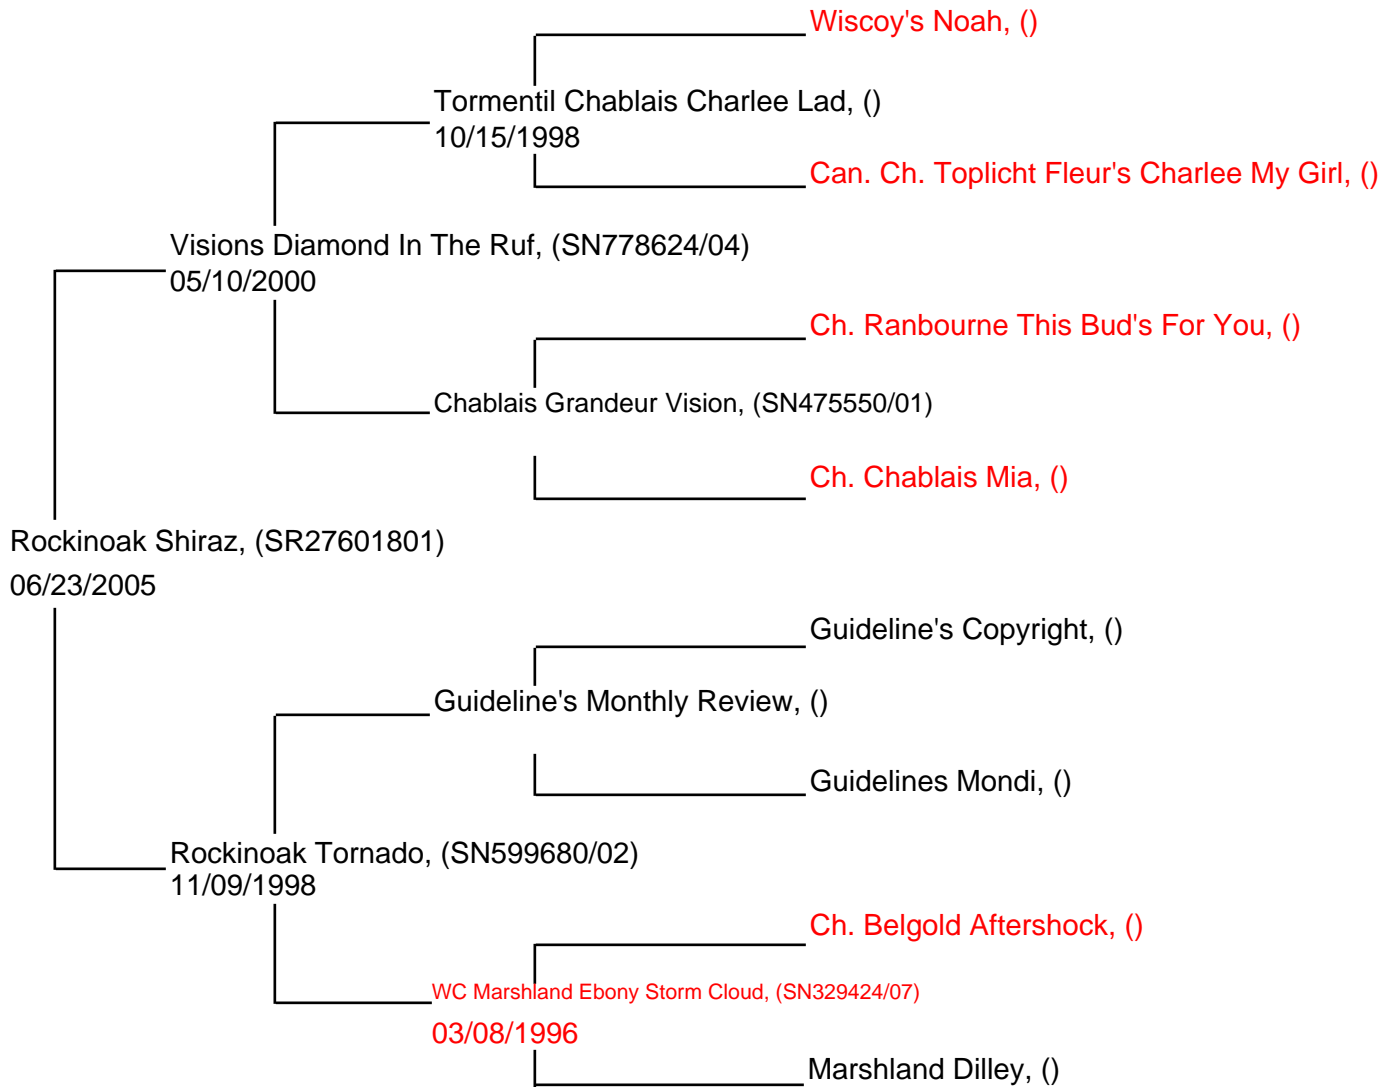 Wiscoy's Noah, ()
Tormentil Chablais Charlee Lad, ()
10/15/1998
Can. Ch. Toplicht Fleur's Charlee My Girl, ()
Visions Diamond In The Ruf, (SN778624/04)
05/10/2000
Ch. Ranbourne This Bud's For You, ()
Chablais Grandeur Vision, (SN475550/01)
Ch. Chablais Mia, ()
Rockinoak Shiraz, (SR27601801)
06/23/2005
Guideline's Copyright, ()
Guideline's Monthly Review, ()
Guidelines Mondi, ()
Rockinoak Tornado, (SN599680/02)
11/09/1998
Ch. Belgold Aftershock, ()
WC Marshland Ebony Storm Cloud, (SN329424/07)
03/08/1996
Marshland Dilley, ()